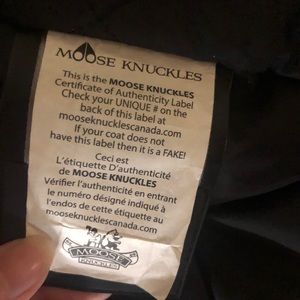 MOOSE KNUCKLES
This is the MOOSE KNUCKLES
Certificate of Authenticity Label
Check your UNIQUE # on the
back of this label at
mooseknucklescanada.com
If your coat does not
have this label then it is a FAKE!
Ceci est
L'étiquette D'authenticité
de MOOSE KNUCKLES
Vérifier l'authenticité en entrant
le numéro désigné indiqué à
l'endos de cette étiquette au
mooseknucklescanada.com
MOOSE
KNUCKLES